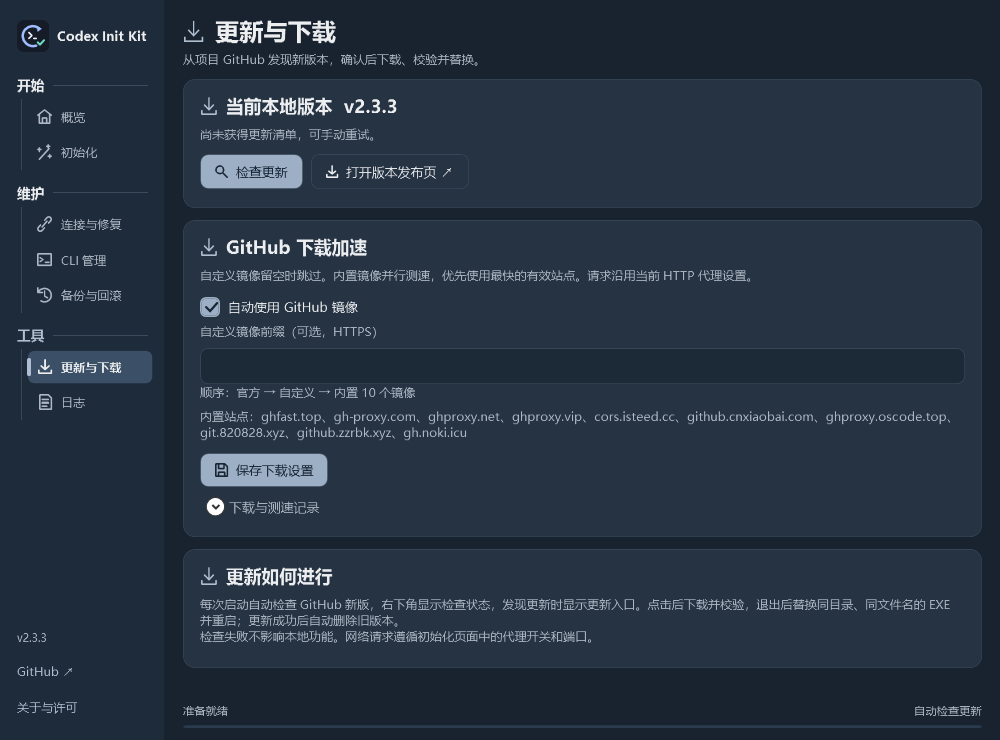 Codex Init Kit
开始
概览
初始化
维护
连接与修复
CLI 管理
备份与回滚
工具
更新与下载
日志
v2.3.3
GitHub ↗
关于与许可
更新与下载
从项目 GitHub 发现新版本，确认后下载、校验并替换。
当前本地版本 v2.3.3
尚未获得更新清单，可手动重试。
检查更新
打开版本发布页 ↗
GitHub 下载加速
自定义镜像留空时跳过。内置镜像并行测速，优先使用最快的有效站点。请求沿用当前 HTTP 代理设置。
自动使用 GitHub 镜像
自定义镜像前缀（可选，HTTPS）
顺序：官方 → 自定义 → 内置 10 个镜像
内置站点：ghfast.top、gh-proxy.com、ghproxy.net、ghproxy.vip、cors.isteed.cc、github.cnxiaobai.com、ghproxy.oscode.top、
git.820828.xyz、github.zzrbk.xyz、gh.noki.icu
保存下载设置
下载与测速记录
更新如何进行
每次启动自动检查 GitHub 新版，右下角显示检查状态，发现更新时显示更新入口。点击后下载并校验，退出后替换同目录、同文件名的 EXE
并重启；更新成功后自动删除旧版本。
检查失败不影响本地功能。网络请求遵循初始化页面中的代理开关和端口。
准备就绪
自动检查更新